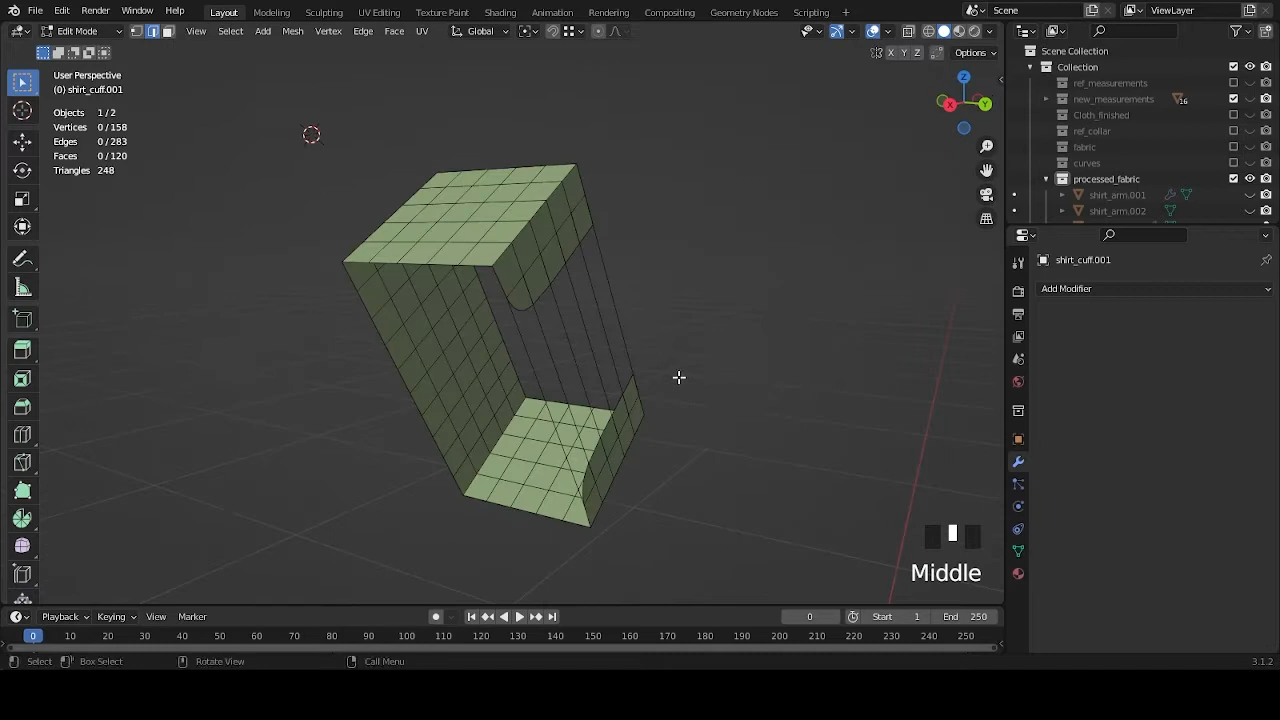 File Edit Render Window Help Layout Modeling Sculpting UV Editing Texture Paint Shading Animation Rendering Compositing Geometry Nodes Scripting + Scene ViewLayer
Edit Mode View Select Add Mesh Vertex Edge Face UV Global
X Y Z Options
User Perspective
(0) shirt_cuff.001
Objects 1/2
Vertices 0/158
Edges 0/283
Faces 0/120
Triangles 248
Z
X
Y
Scene Collection
Collection
ref_measurements
new_measurements 16
Cloth_finished
ref_collar
fabric
curves
processed_fabric
shirt_arm.001
shirt_arm.002
shirt_cuff.001
Add Modifier
Middle
Playback Keying View Marker 0 Start 1 End 250
0 10 20 30 40 50 60 70 80 90 100 110 120 130 140 150 160 170 180 190 200 210 220 230 240 250
Select Box Select Rotate View Call Menu 3.1.2